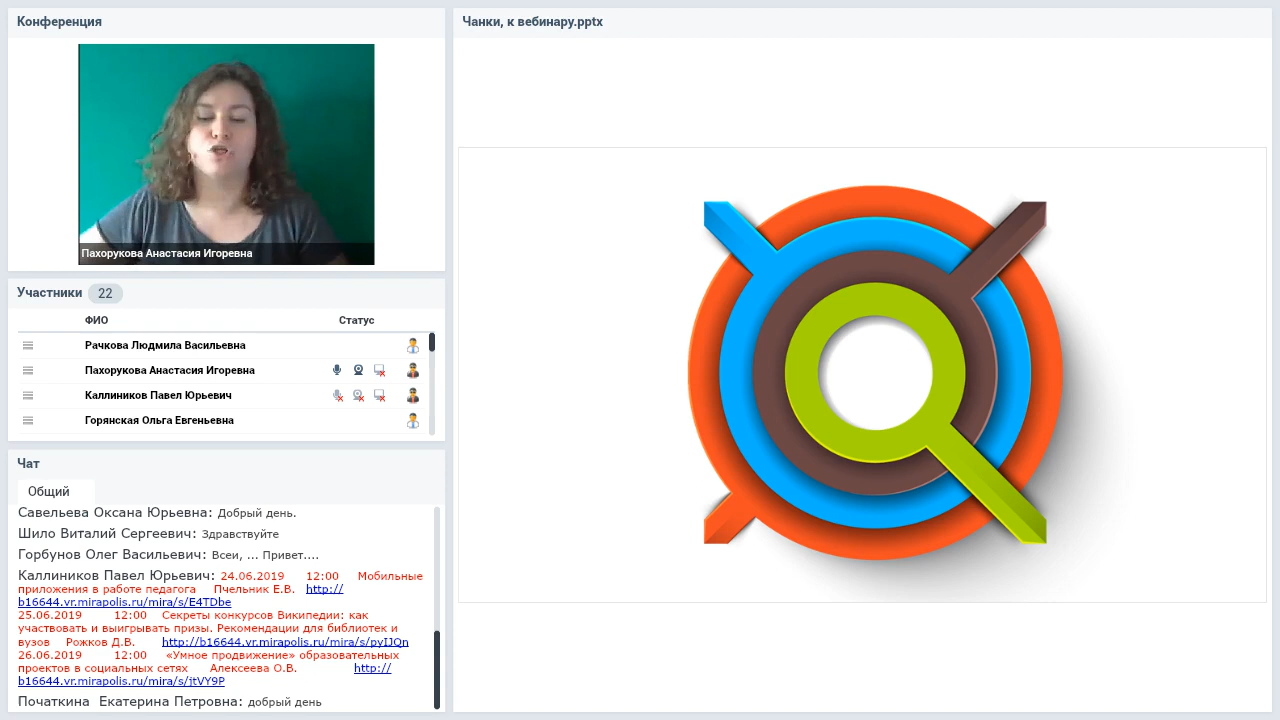 Конференция
Пахорукова Анастасия Игоревна
Участники 22
ФИО Статус
Рачкова Людмила Васильевна
Пахорукова Анастасия Игоревна
Каллиников Павел Юрьевич
Горянская Ольга Евгеньевна
Чат
Общий
Савельева Оксана Юрьевна: Добрый день.
Шило Виталий Сергеевич: Здравствуйте
Горбунов Олег Васильевич: Всеи, ... Привет....
Каллиников Павел Юрьевич: 24.06.2019 12:00 Мобильные
приложения в работе педагога Пчельник Е.В. http://
b16644.vr.mirapolis.ru/mira/s/E4TDbe
25.06.2019 12:00 Секреты конкурсов Википедии: как
участвовать и выигрывать призы. Рекомендации для библиотек и
вузов Рожков Д.В. http://b16644.vr.mirapolis.ru/mira/s/pyIJQn
26.06.2019 12:00 «Умное продвижение» образовательных
проектов в социальных сетях Алексеева О.В. http://
b16644.vr.mirapolis.ru/mira/s/jtVY9P
Початкина Екатерина Петровна: добрый день
Чанки, к вебинару.pptx